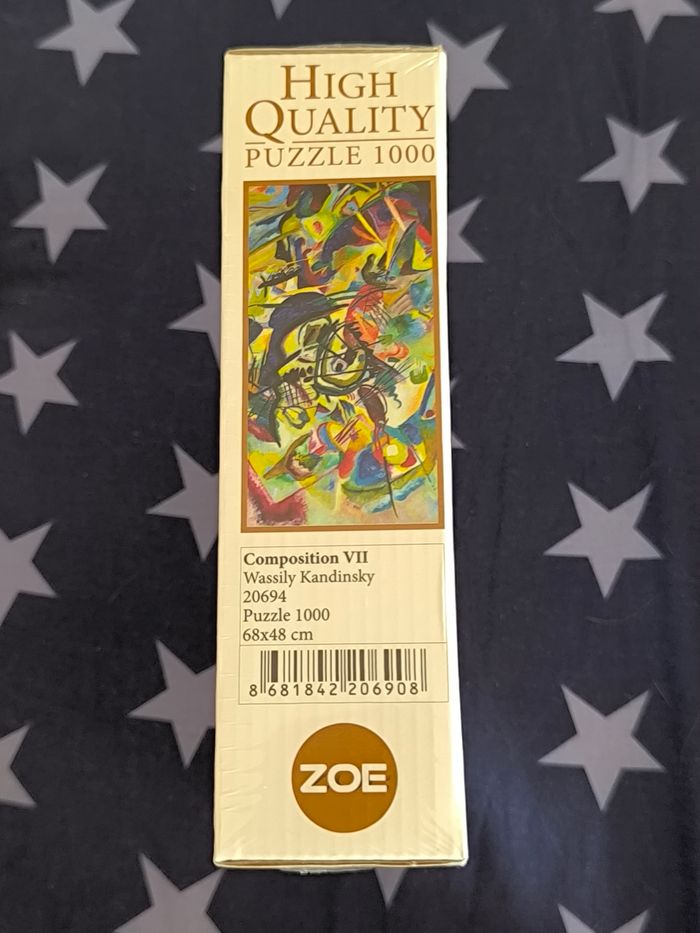 HIGH
QUALITY
PUZZLE 1000
Composition VII
Wassily Kandinsky
20694
Puzzle 1000
68x48 cm
8 681842 206908
ZOE